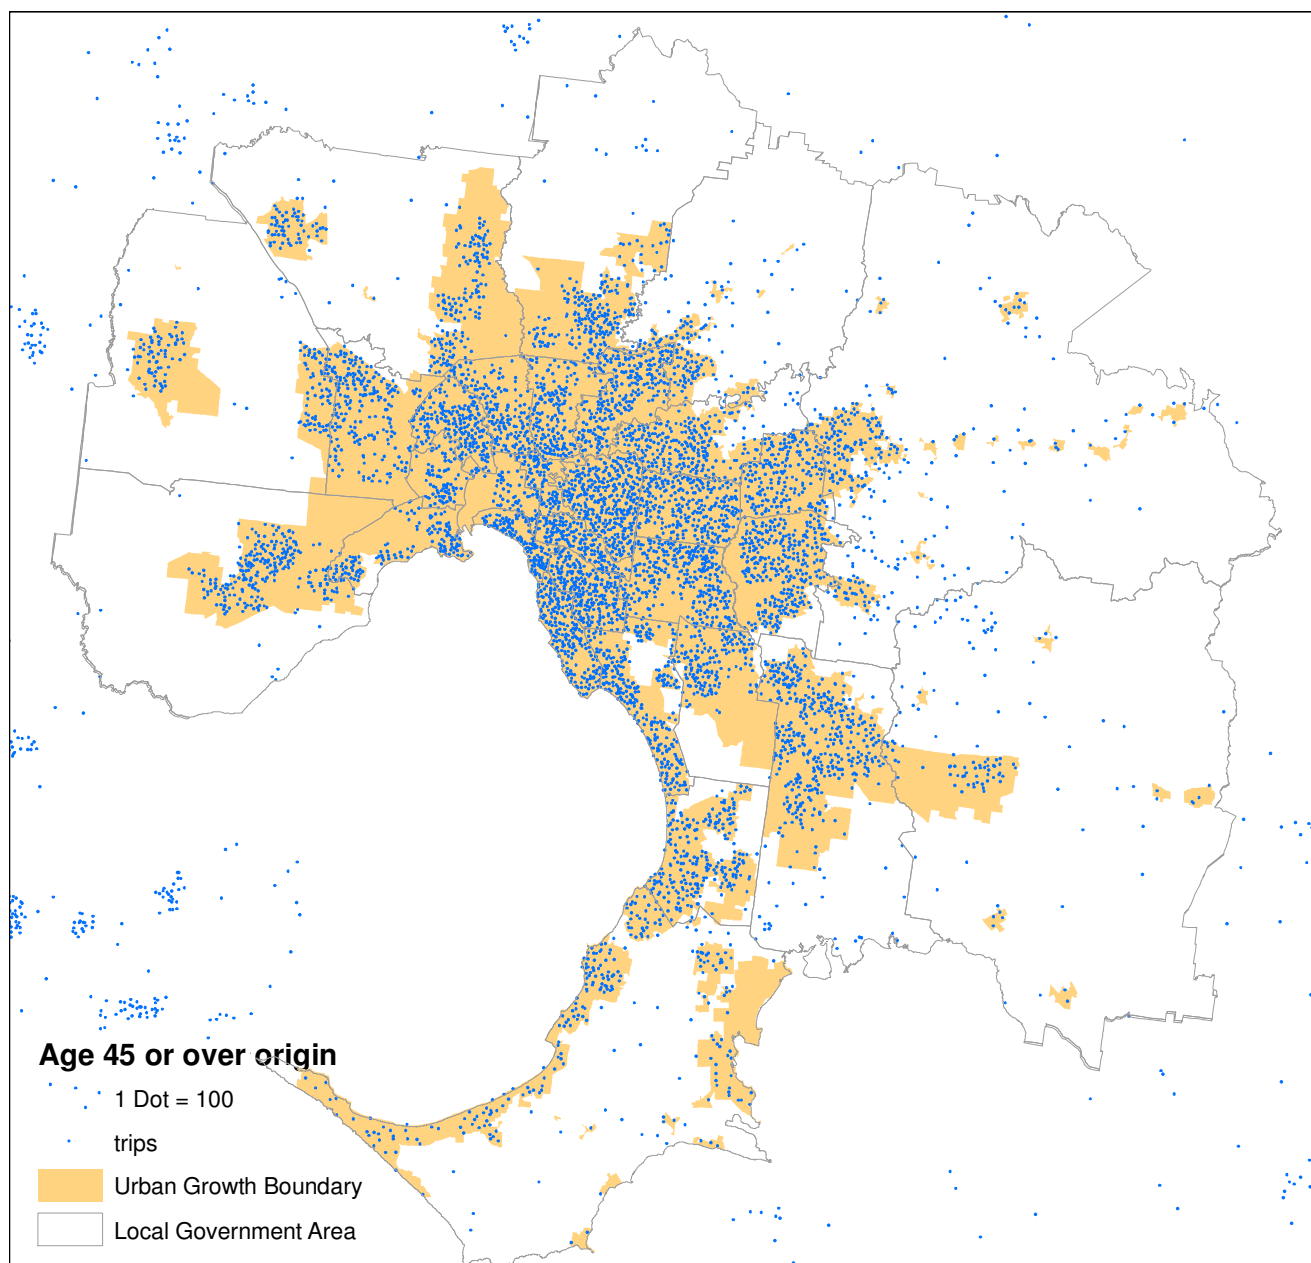 Age 45 or over origin
1 Dot = 100
trips
Urban Growth Boundary
Local Government Area